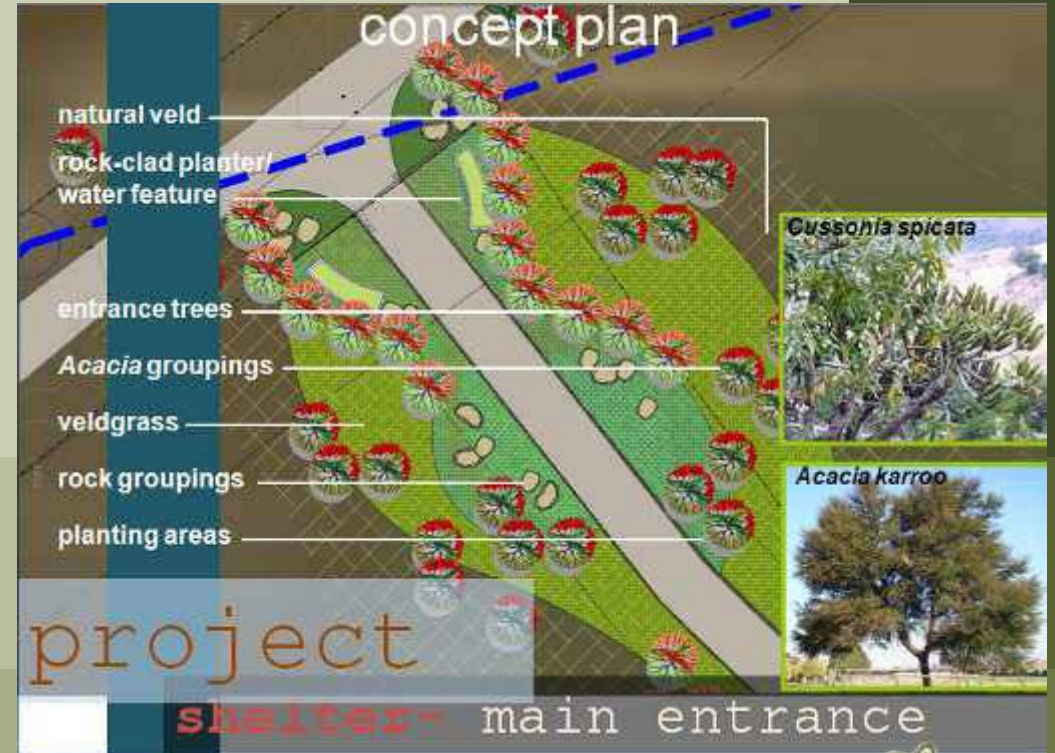 concept plan
natural veld
rock-clad planter/
water feature
entrance trees
Acacia groupings
veldgrass
rock groupings
planting areas
Cussonia spicata
Acacia karroo
project
shelter- main entrance